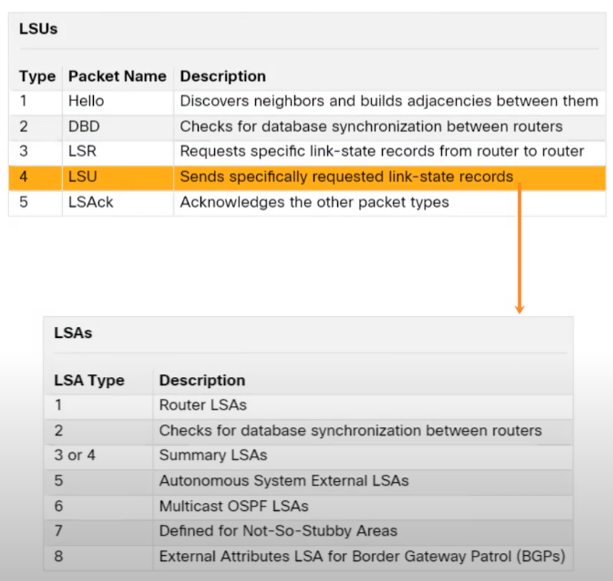 LSUs
Type Packet Name Description
1 Hello Discovers neighbors and builds adjacencies between them
2 DBD Checks for database synchronization between routers
3 LSR Requests specific link-state records from router to router
4 LSU Sends specifically requested link-state records
5 LSAck Acknowledges the other packet types
LSAs
LSA Type Description
1 Router LSAs
2 Checks for database synchronization between routers
3 or 4 Summary LSAs
5 Autonomous System External LSAs
6 Multicast OSPF LSAs
7 Defined for Not-So-Stubby Areas
8 External Attributes LSA for Border Gateway Patrol (BGPs)